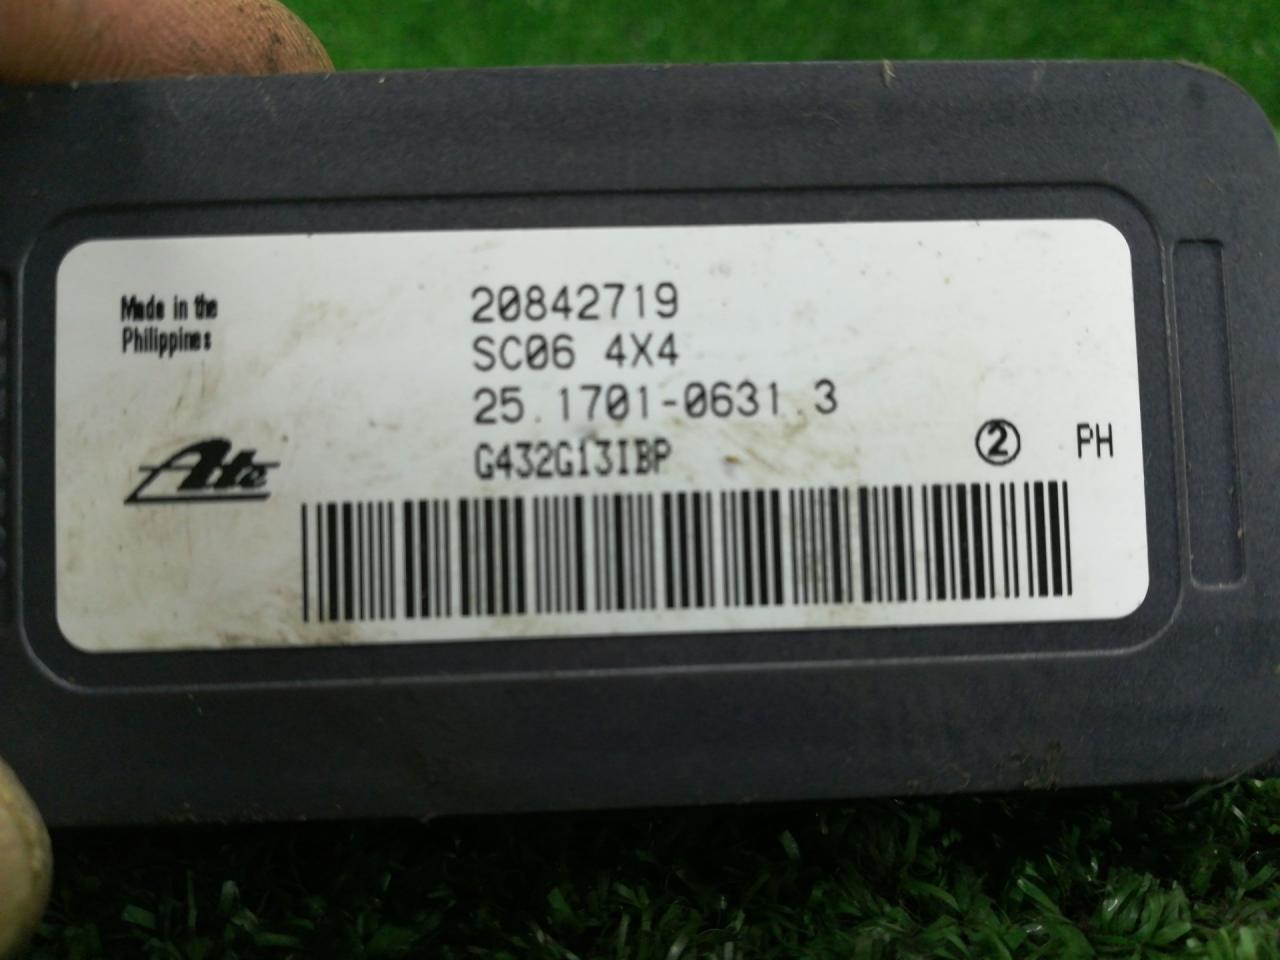 Made in the
Philippines
20842719
SC06 4X4
25.1701-0631.3
G432G13IBP
2 PH
Ate